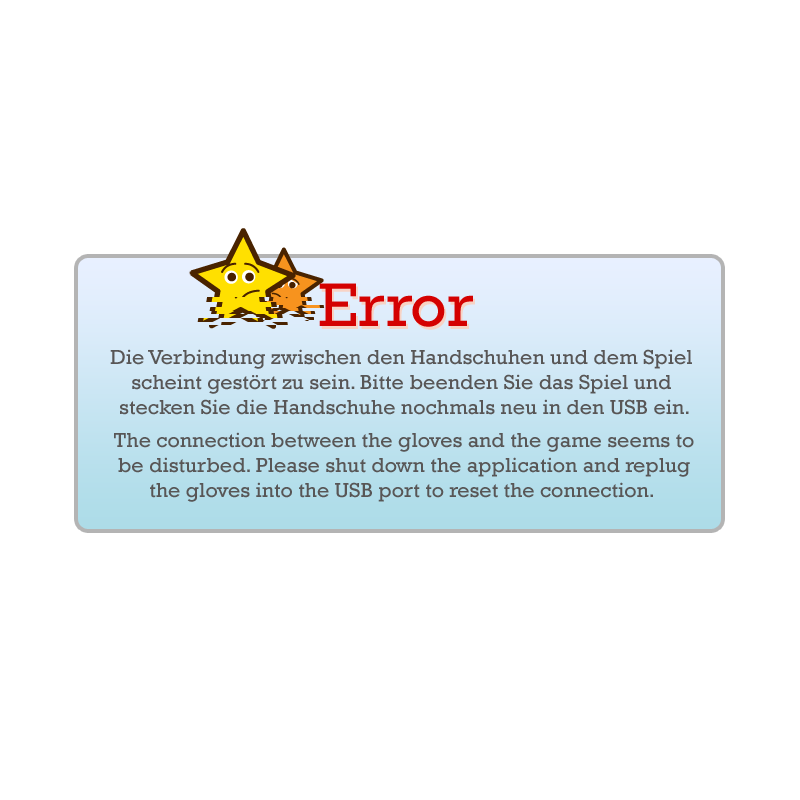 Error
Die Verbindung zwischen den Handschuhen und dem Spiel
scheint gestört zu sein. Bitte beenden Sie das Spiel und
stecken Sie die Handschuhe nochmals neu in den USB ein.
The connection between the gloves and the game seems to
be disturbed. Please shut down the application and replug
the gloves into the USB port to reset the connection.